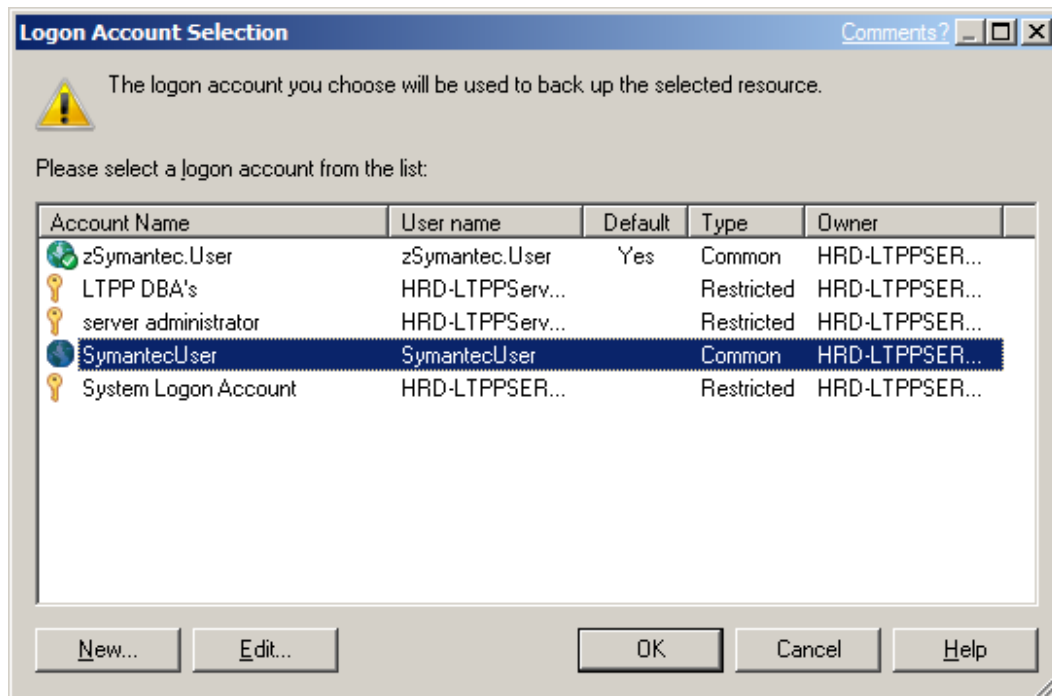 Logon Account Selection Comments?
The logon account you choose will be used to back up the selected resource.
Please select a logon account from the list:
Account Name User name Default Type Owner
zSymantec.User zSymantec.User Yes Common HRD-LTPPSER...
LTPP DBA's HRD-LTPPServ... Restricted HRD-LTPPSER...
server administrator HRD-LTPPServ... Restricted HRD-LTPPSER...
SymantecUser SymantecUser Common HRD-LTPPSER...
System Logon Account HRD-LTPPSER... Restricted HRD-LTPPSER...
New... Edit... OK Cancel Help